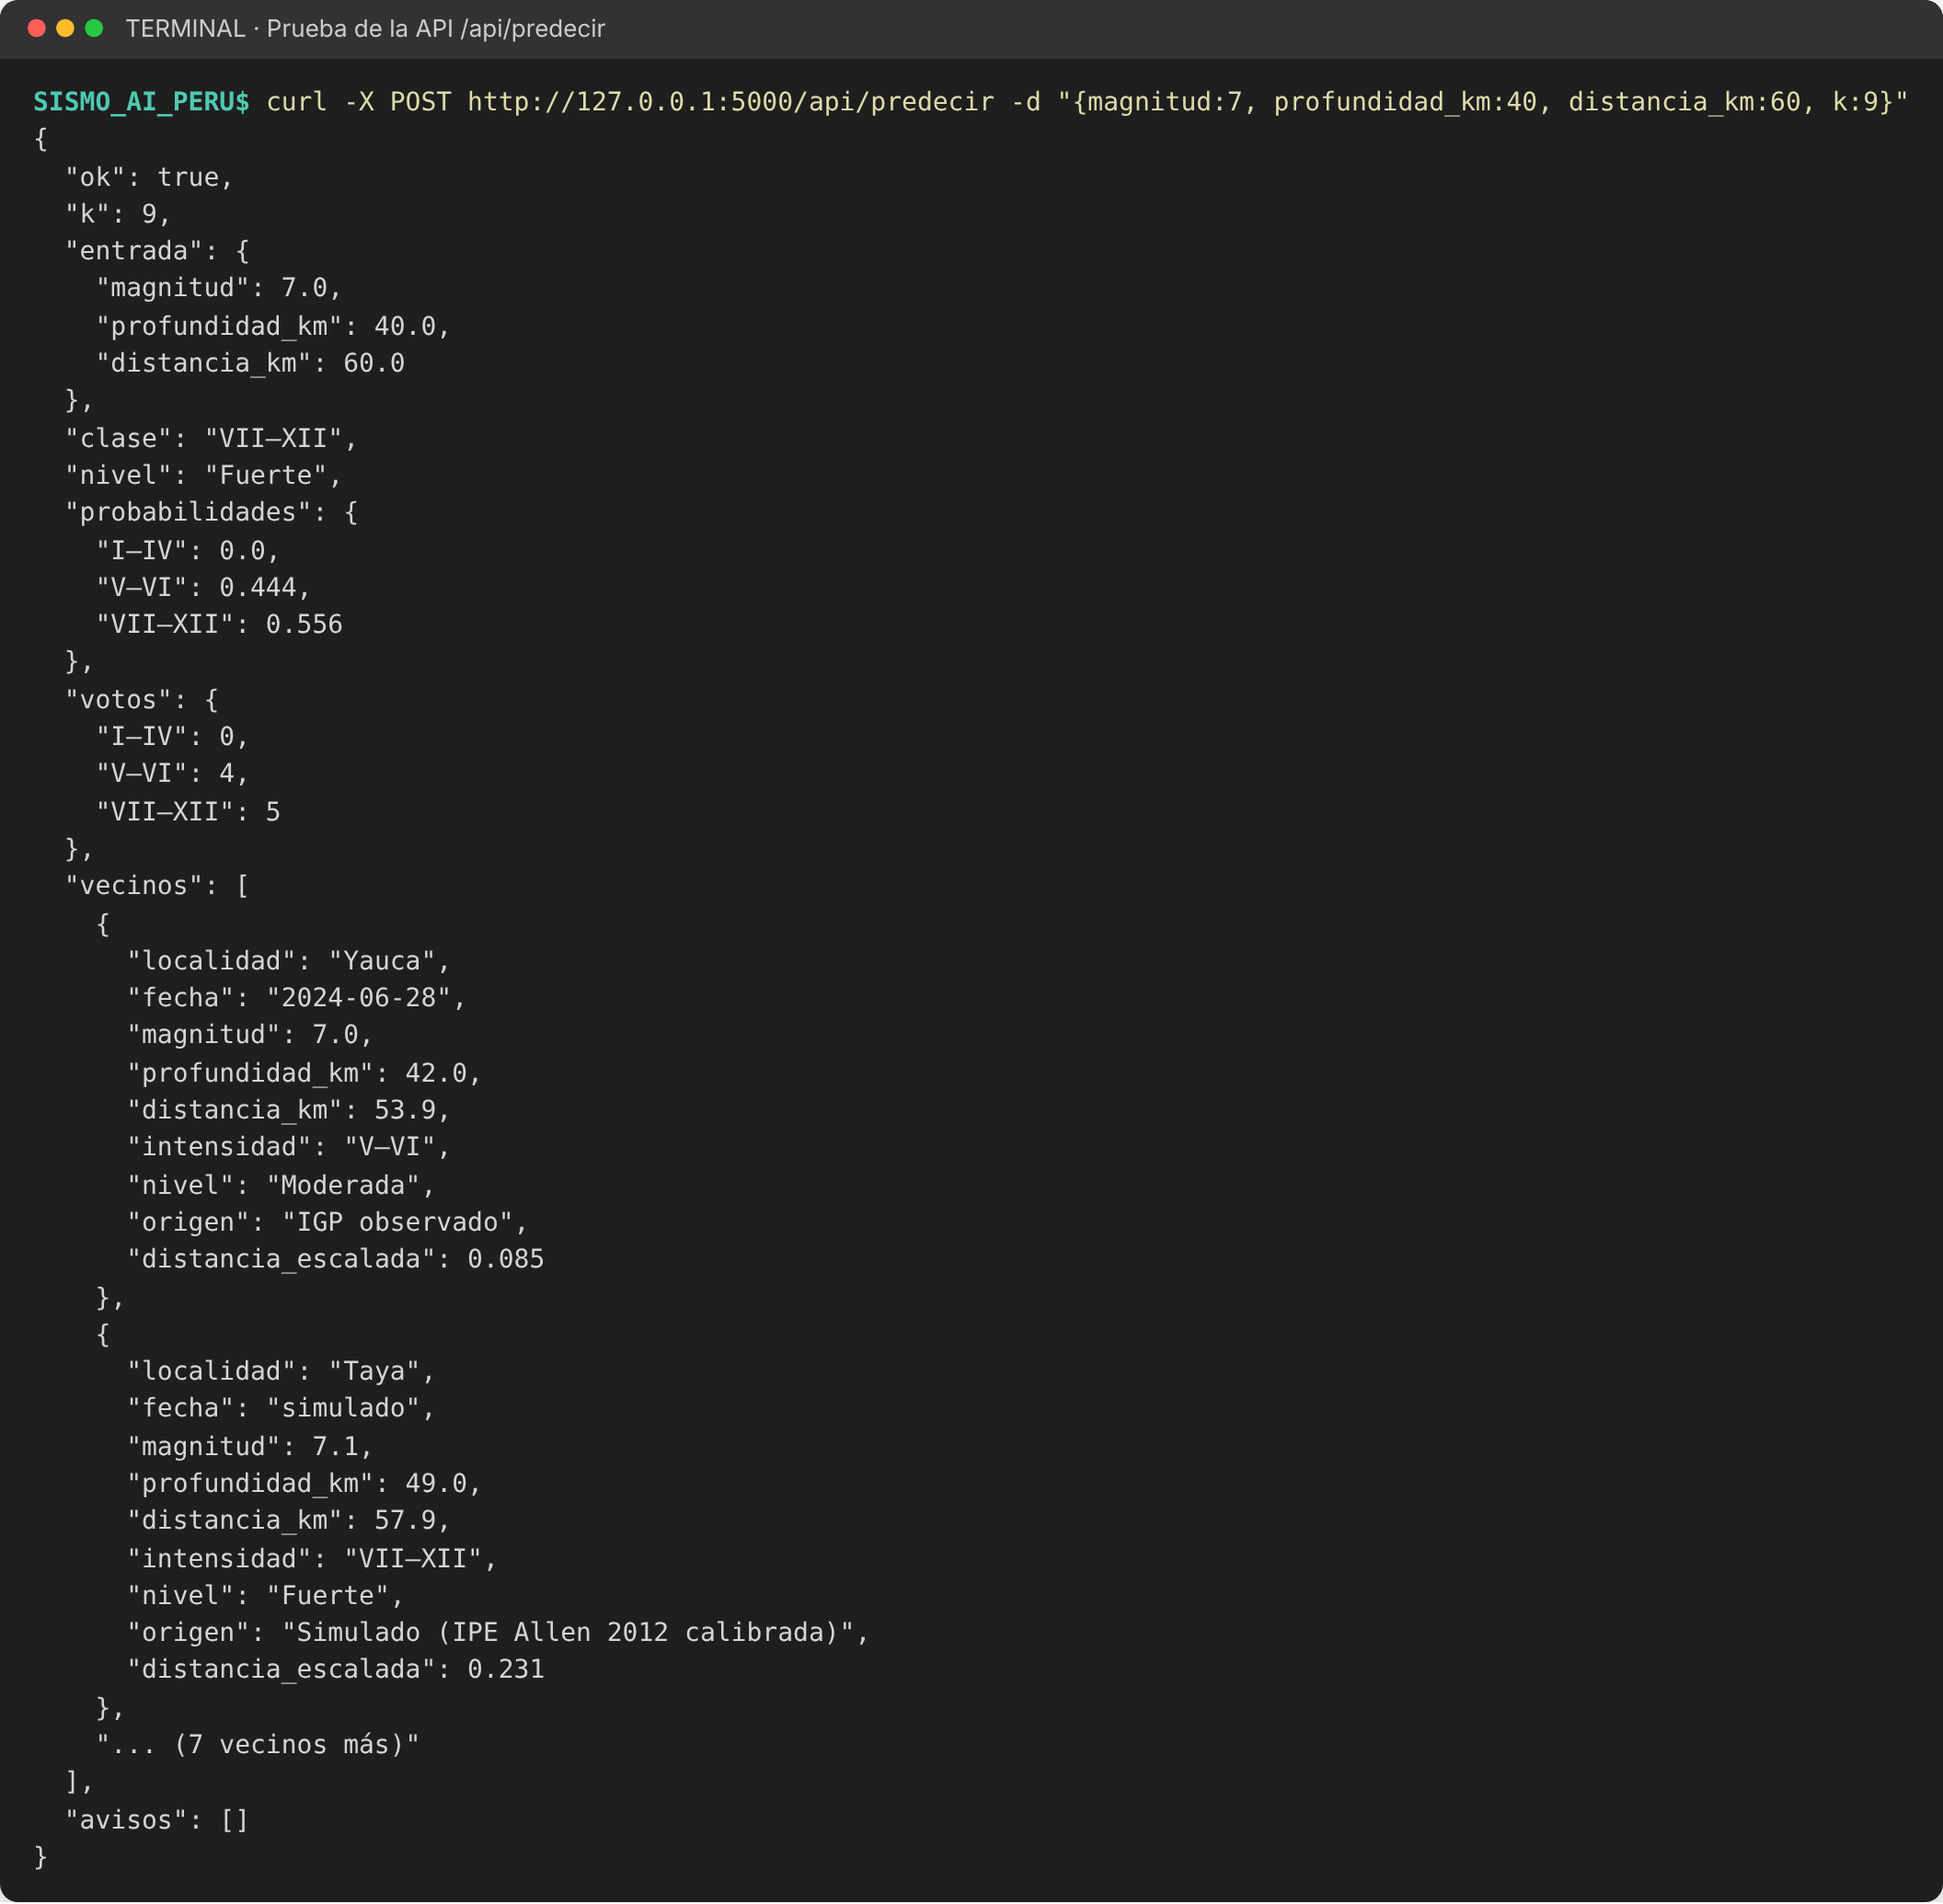 TERMINAL · Prueba de la API /api/predecir
SISMO_AI_PERU$ curl -X POST http://127.0.0.1:5000/api/predecir -d "{magnitud:7, profundidad_km:40, distancia_km:60, k:9}"
{
  "ok": true,
  "k": 9,
  "entrada": {
    "magnitud": 7.0,
    "profundidad_km": 40.0,
    "distancia_km": 60.0
  },
  "clase": "VII–XII",
  "nivel": "Fuerte",
  "probabilidades": {
    "I–IV": 0.0,
    "V–VI": 0.444,
    "VII–XII": 0.556
  },
  "votos": {
    "I–IV": 0,
    "V–VI": 4,
    "VII–XII": 5
  },
  "vecinos": [
    {
      "localidad": "Yauca",
      "fecha": "2024-06-28",
      "magnitud": 7.0,
      "profundidad_km": 42.0,
      "distancia_km": 53.9,
      "intensidad": "V–VI",
      "nivel": "Moderada",
      "origen": "IGP observado",
      "distancia_escalada": 0.085
    },
    {
      "localidad": "Taya",
      "fecha": "simulado",
      "magnitud": 7.1,
      "profundidad_km": 49.0,
      "distancia_km": 57.9,
      "intensidad": "VII–XII",
      "nivel": "Fuerte",
      "origen": "Simulado (IPE Allen 2012 calibrada)",
      "distancia_escalada": 0.231
    },
    "... (7 vecinos más)"
  ],
  "avisos": []
}